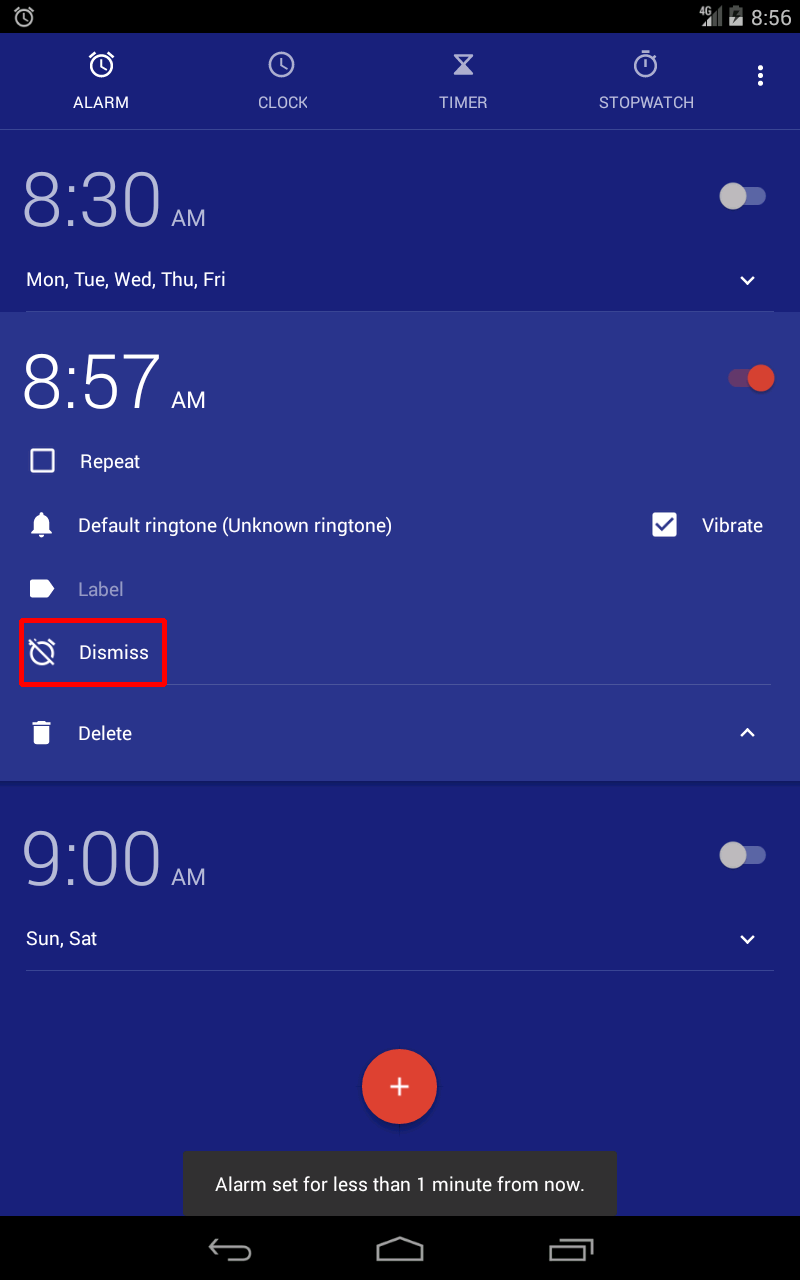 4G 8:56
ALARM CLOCK TIMER STOPWATCH
8:30 AM
Mon, Tue, Wed, Thu, Fri
8:57 AM
Repeat
Default ringtone (Unknown ringtone) Vibrate
Label
Dismiss
Delete
9:00 AM
Sun, Sat
Alarm set for less than 1 minute from now.